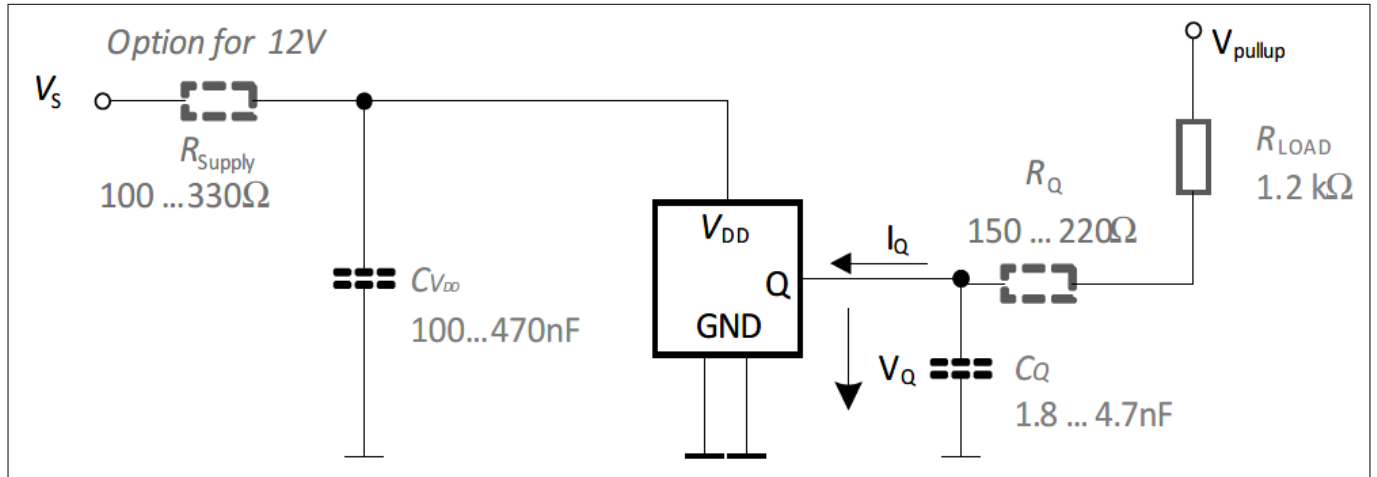 Option for 12V
V_S
R_Supply
100 ...330Ω
C_VDD
100...470nF
V_DD
Q
GND
I_Q
V_Q
R_Q
150 ... 220Ω
C_Q
1.8 ... 4.7nF
V_pullup
R_LOAD
1.2 kΩ